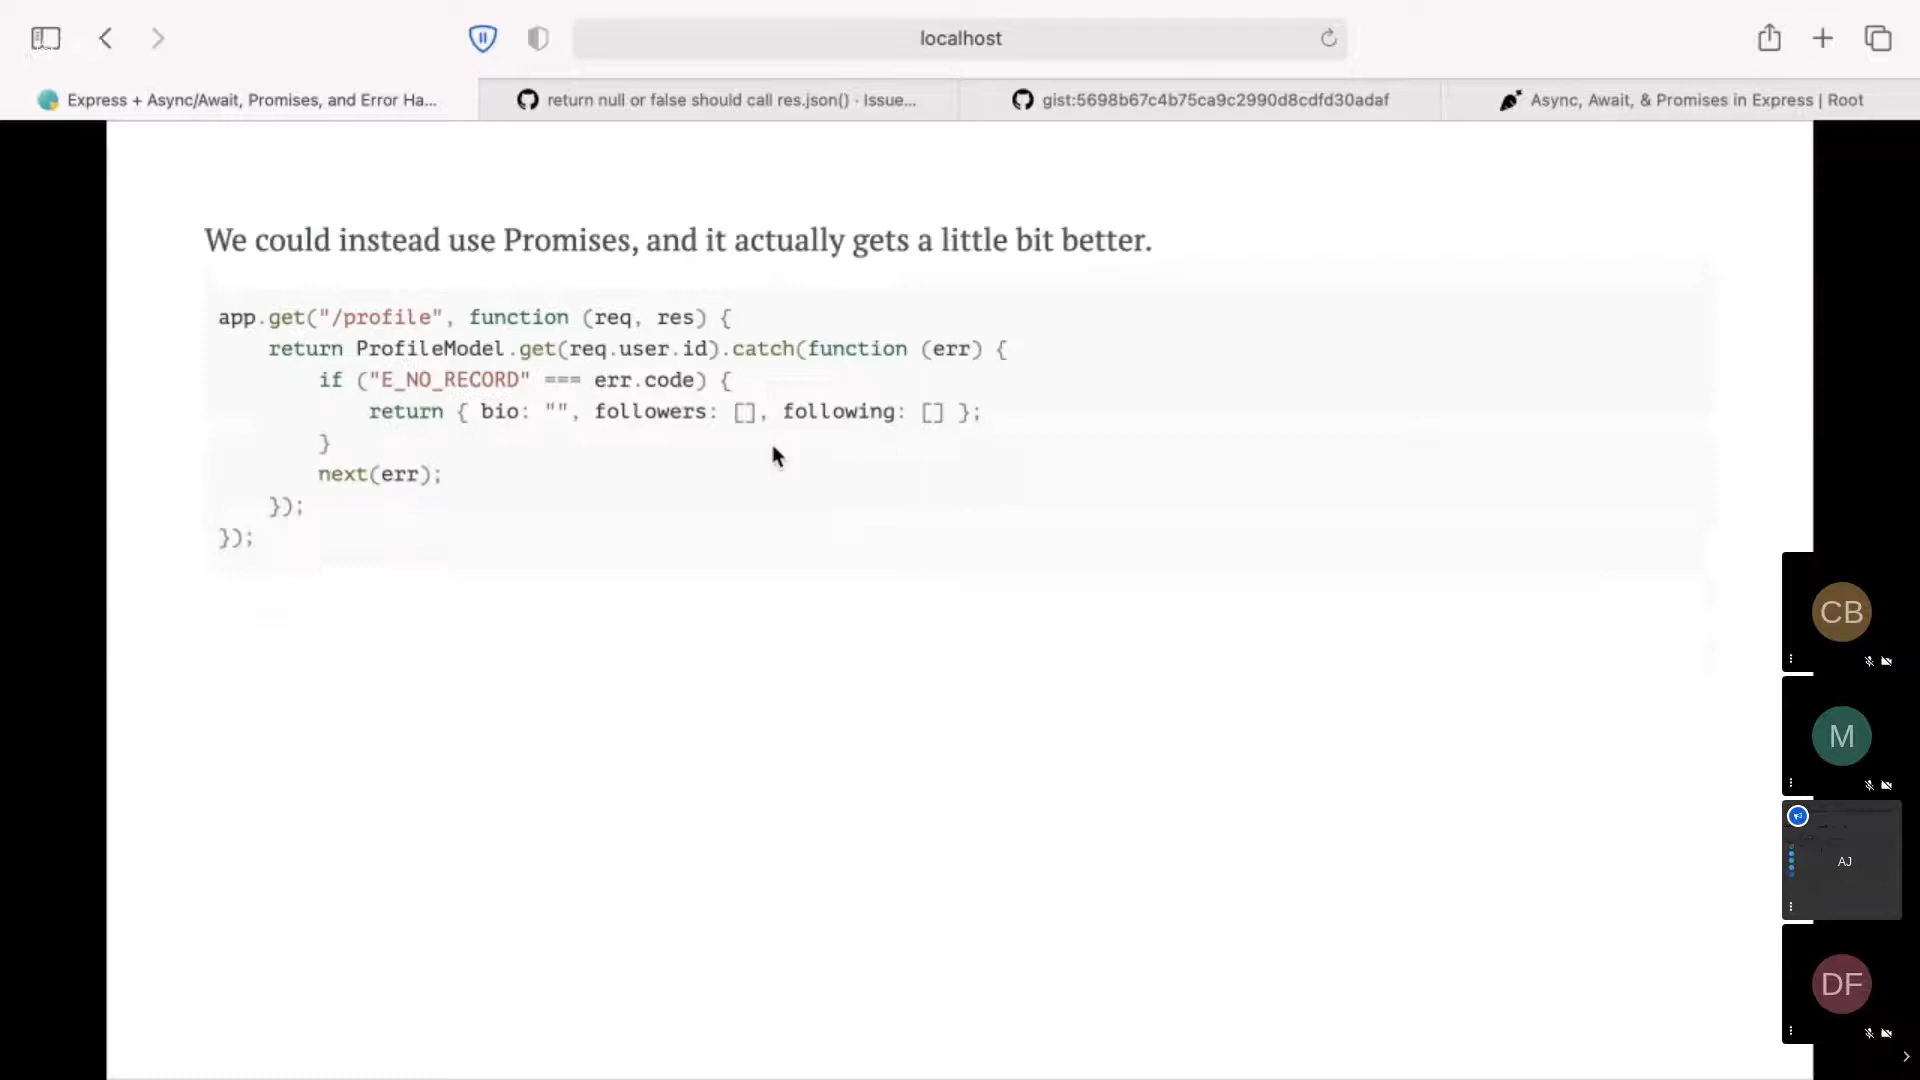 localhost
Express + Async/Await, Promises, and Error Ha...
return null or false should call res.json() · Issue...
gist:5698b67c4b75ca9c2990d8cdfd30adaf
Async, Await, & Promises in Express | Root
We could instead use Promises, and it actually gets a little bit better.
app.get("/profile", function (req, res) {
    return ProfileModel.get(req.user.id).catch(function (err) {
        if ("E_NO_RECORD" === err.code) {
            return { bio: "", followers: [], following: [] };
        }
        next(err);
    });
});
CB
M
AJ
DF